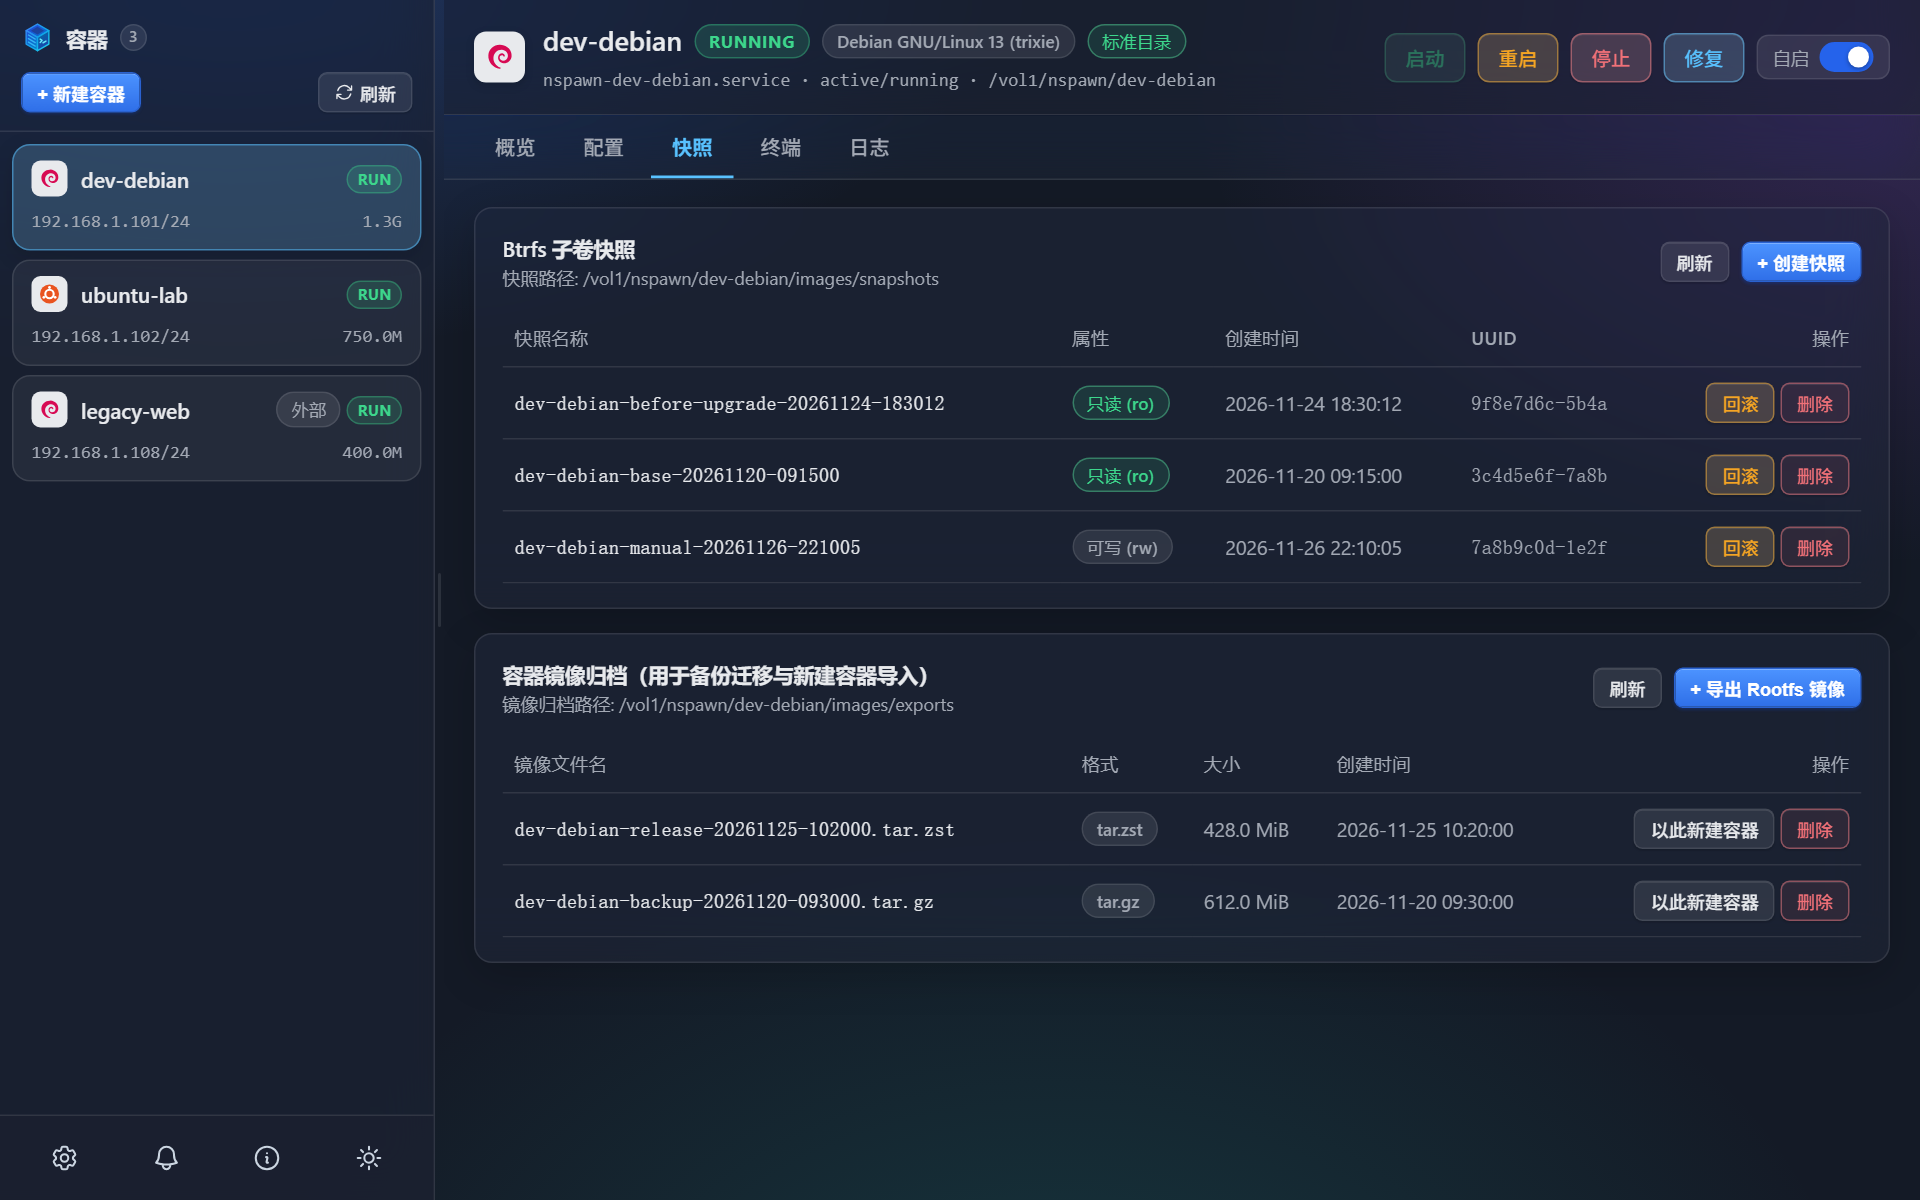 容器 3
+ 新建容器
刷新
dev-debian RUN
192.168.1.101/24 1.3G
ubuntu-lab RUN
192.168.1.102/24 750.0M
legacy-web 外部 RUN
192.168.1.108/24 400.0M
dev-debian RUNNING Debian GNU/Linux 13 (trixie) 标准目录
nspawn-dev-debian.service · active/running · /vol1/nspawn/dev-debian
启动 重启 停止 修复 自启
概览 配置 快照 终端 日志
Btrfs 子卷快照
快照路径: /vol1/nspawn/dev-debian/images/snapshots
刷新 + 创建快照
快照名称 属性 创建时间 UUID 操作
dev-debian-before-upgrade-20261124-183012 只读 (ro) 2026-11-24 18:30:12 9f8e7d6c-5b4a 回滚 删除
dev-debian-base-20261120-091500 只读 (ro) 2026-11-20 09:15:00 3c4d5e6f-7a8b 回滚 删除
dev-debian-manual-20261126-221005 可写 (rw) 2026-11-26 22:10:05 7a8b9c0d-1e2f 回滚 删除
容器镜像归档（用于备份迁移与新建容器导入）
镜像归档路径: /vol1/nspawn/dev-debian/images/exports
刷新 + 导出 Rootfs 镜像
镜像文件名 格式 大小 创建时间 操作
dev-debian-release-20261125-102000.tar.zst tar.zst 428.0 MiB 2026-11-25 10:20:00 以此新建容器 删除
dev-debian-backup-20261120-093000.tar.gz tar.gz 612.0 MiB 2026-11-20 09:30:00 以此新建容器 删除